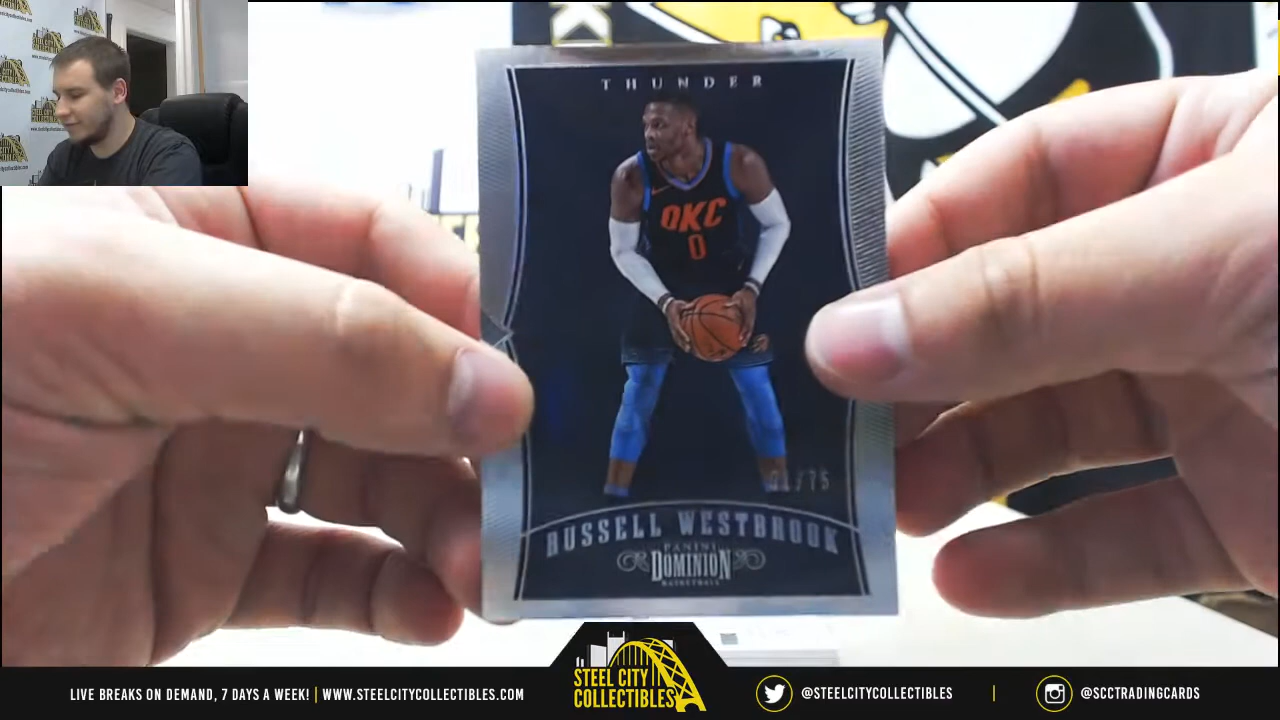 THUNDER
OKC
0
/75
RUSSELL WESTBROOK
PANINI
DOMINION
BASKETBALL
STEEL CITY
COLLECTIBLES
LIVE BREAKS ON DEMAND, 7 DAYS A WEEK! | WWW.STEELCITYCOLLECTIBLES.COM
@STEELCITYCOLLECTIBLES
@SCCTRADINGCARDS